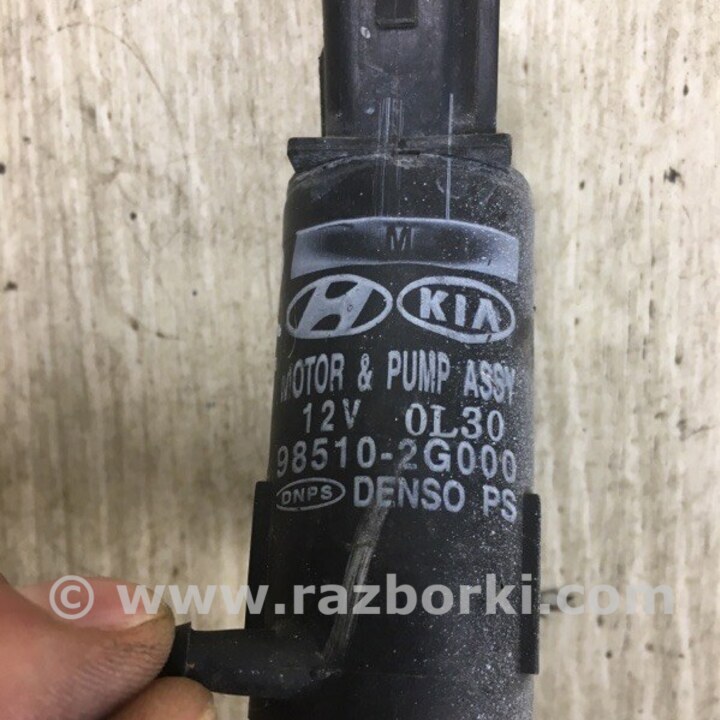 M
KIA
MOTOR & PUMP ASSY
12V 0L30
98510-2G000
DNPS DENSO PS
© www.razborki.com